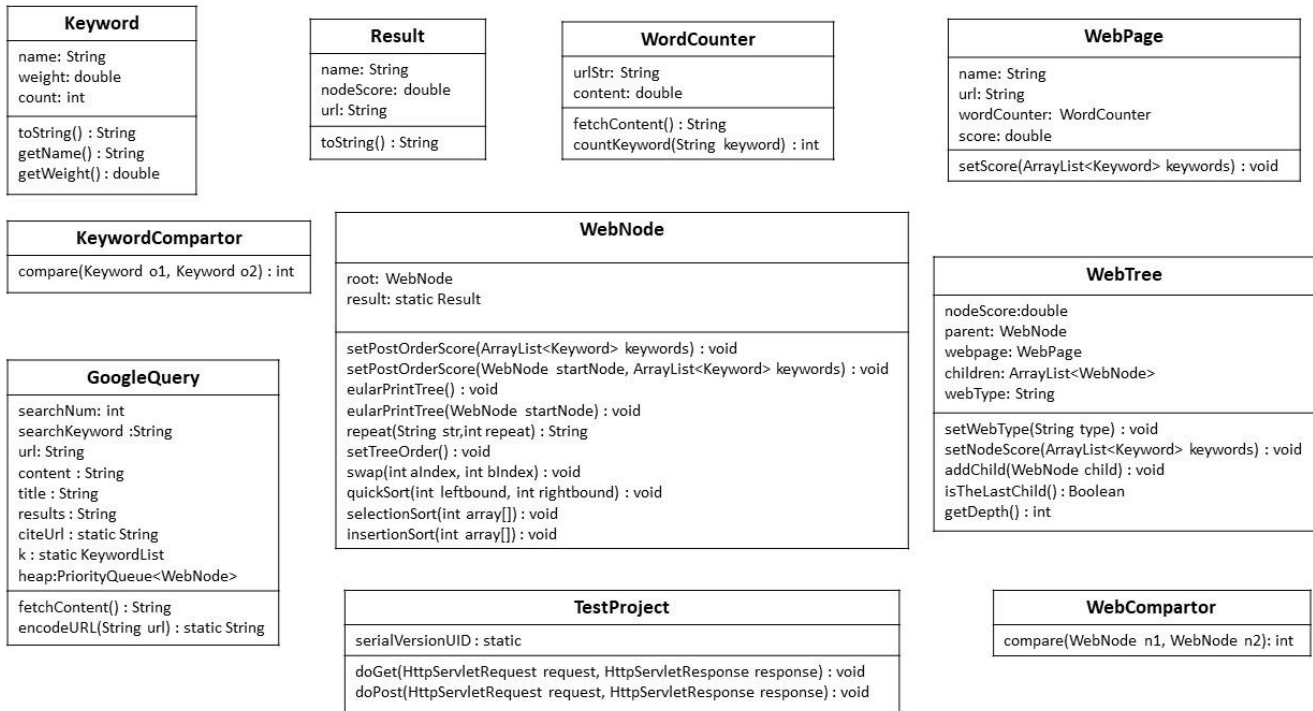 Keyword
name: String
weight: double
count: int
toString() : String
getName() : String
getWeight() : double
Result
name: String
nodeScore: double
url: String
toString() : String
WordCounter
urlStr: String
content: double
fetchContent() : String
countKeyword(String keyword) : int
WebPage
name: String
url: String
wordCounter: WordCounter
score: double
setScore(ArrayList<Keyword> keywords) : void
KeywordCompartor
compare(Keyword o1, Keyword o2) : int
WebNode
root: WebNode
result: static Result
setPostOrderScore(ArrayList<Keyword> keywords) : void
setPostOrderScore(WebNode startNode, ArrayList<Keyword> keywords) : void
eularPrintTree() : void
eularPrintTree(WebNode startNode) : void
repeat(String str,int repeat) : String
setTreeOrder() : void
swap(int aIndex, int bIndex) : void
quickSort(int leftbound, int rightbound) : void
selectionSort(int array[]) : void
insertionSort(int array[]) : void
WebTree
nodeScore:double
parent: WebNode
webpage: WebPage
children: ArrayList<WebNode>
webType: String
setWebType(String type) : void
setNodeScore(ArrayList<Keyword> keywords) : void
addChild(WebNode child) : void
isTheLastChild() : Boolean
getDepth() : int
GoogleQuery
searchNum: int
searchKeyword :String
url: String
content : String
title : String
results : String
citeUrl : static String
k : static KeywordList
heap:PriorityQueue<WebNode>
fetchContent() : String
encodeURL(String url) : static String
TestProject
serialVersionUID : static
doGet(HttpServletRequest request, HttpServletResponse response) : void
doPost(HttpServletRequest request, HttpServletResponse response) : void
WebCompartor
compare(WebNode n1, WebNode n2): int